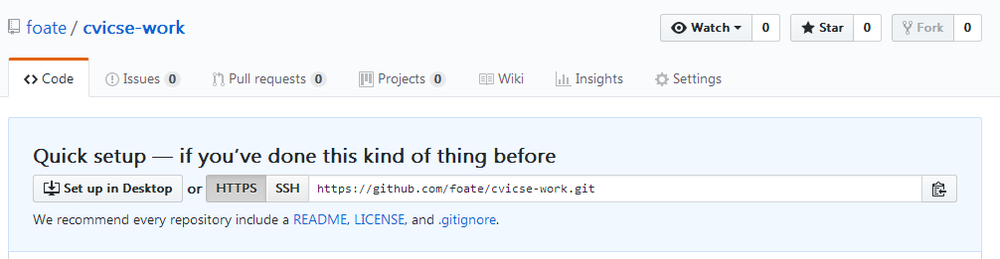 foate / cvicse-work Watch 0 Star 0 Fork 0
Code Issues 0 Pull requests 0 Projects 0 Wiki Insights Settings
Quick setup — if you’ve done this kind of thing before
Set up in Desktop or HTTPS SSH https://github.com/foate/cvicse-work.git
We recommend every repository include a README, LICENSE, and .gitignore.